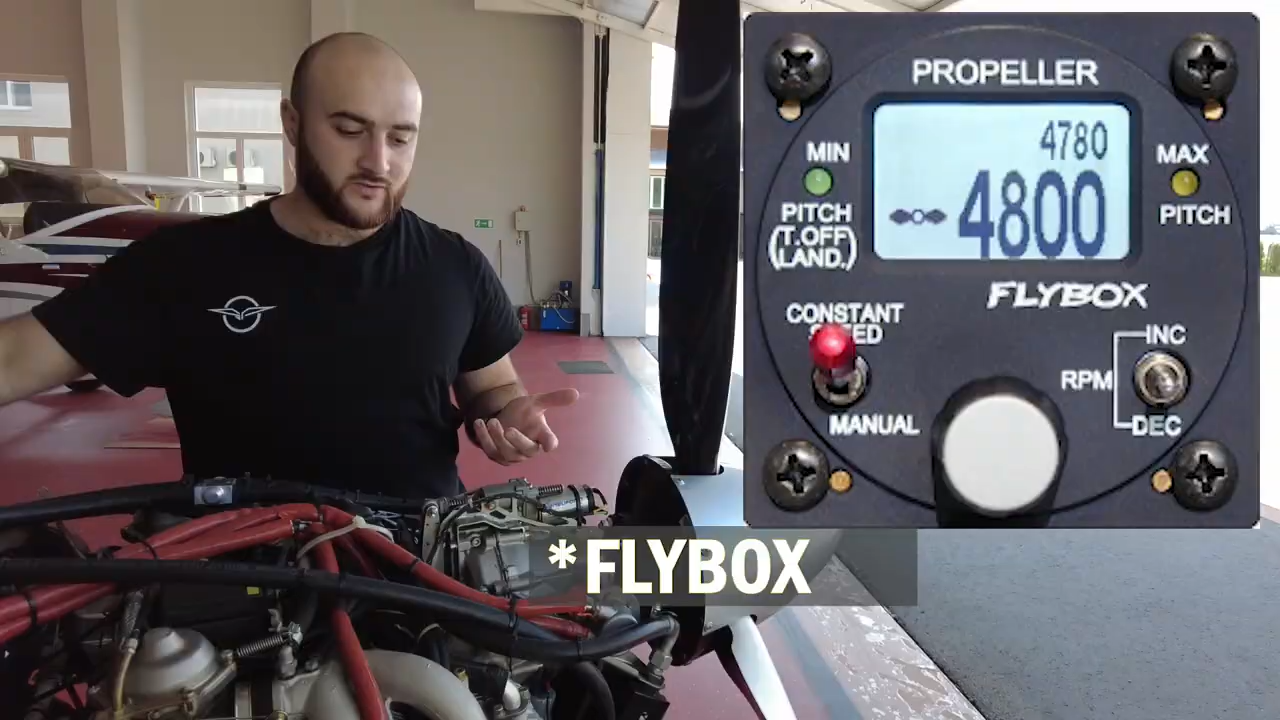 PROPELLER
4780
4800
MIN
PITCH
(T.OFF)
(LAND.)
MAX
PITCH
FLYBOX
CONSTANT
SPEED
MANUAL
RPM
INC
DEC
*FLYBOX